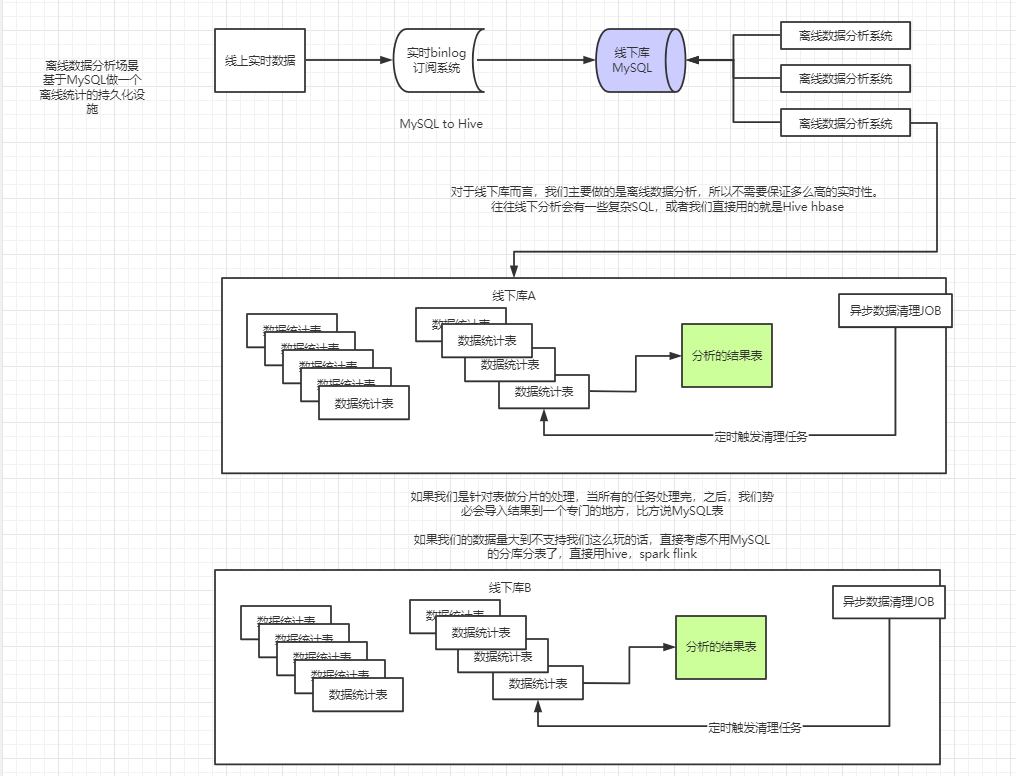 离线数据分析场景
基于MySQL做一个
离线统计的持久化设
施
线上实时数据
实时binlog
订阅系统
MySQL to Hive
线下库
MySQL
离线数据分析系统
离线数据分析系统
离线数据分析系统
对于线下库而言，我们主要做的是离线数据分析，所以不需要保证多么高的实时性。
往往线下分析会有一些复杂SQL，或者我们直接用的就是Hive hbase
线下库A
数据统计表
数据统计表
数据统计表
数据统计表
数据统计表
数据统计表
数据统计表
数据统计表
数据统计表
分析的结果表
异步数据清理JOB
定时触发清理任务
如果我们是针对表做分片的处理，当所有的任务处理完，之后，我们势
必会导入结果到一个专门的地方，比方说MySQL表
如果我们的数据量大到不支持我们这么玩的话，直接考虑不用MySQL
的分库分表了，直接用hive，spark flink
线下库B
数据统计表
数据统计表
数据统计表
数据统计表
数据统计表
数据统计表
数据统计表
数据统计表
数据统计表
分析的结果表
异步数据清理JOB
定时触发清理任务